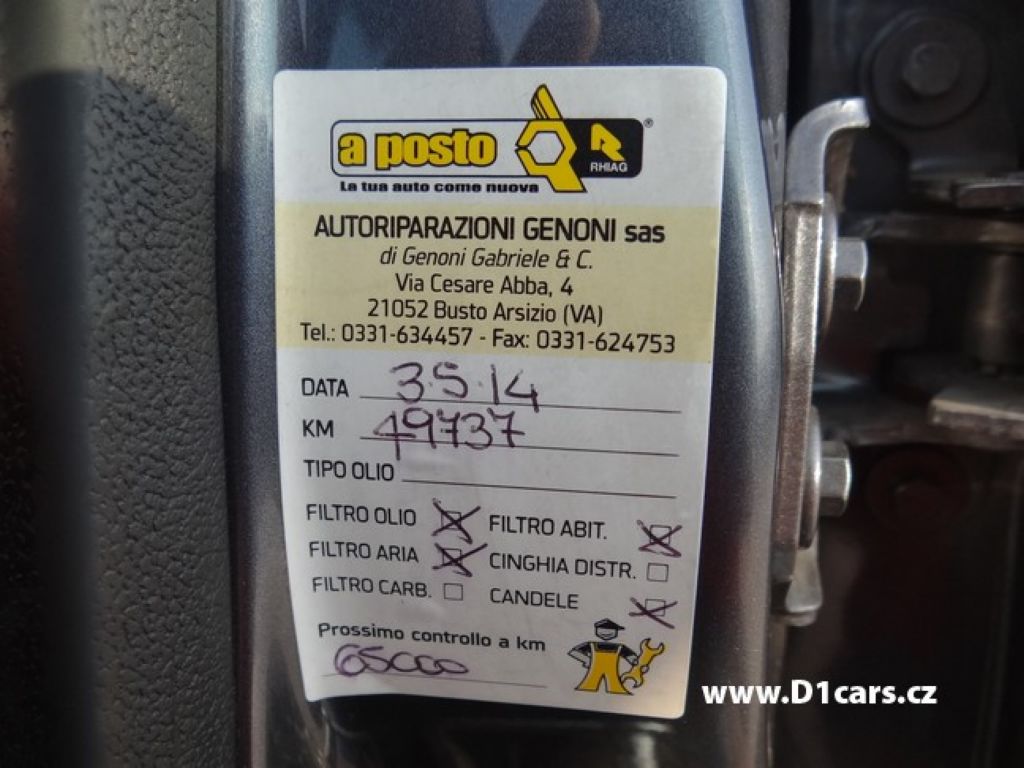 a posto
RHIAG
®
La tua auto come nuova
AUTORIPARAZIONI GENONI sas
di Genoni Gabriele & C.
Via Cesare Abba, 4
21052 Busto Arsizio (VA)
Tel.: 0331-634457 - Fax: 0331-624753
DATA 3.5.14
KM 49737
TIPO OLIO
FILTRO OLIO FILTRO ABIT.
FILTRO ARIA CINGHIA DISTR.
FILTRO CARB. CANDELE
Prossimo controllo a km
65000
www.D1cars.cz